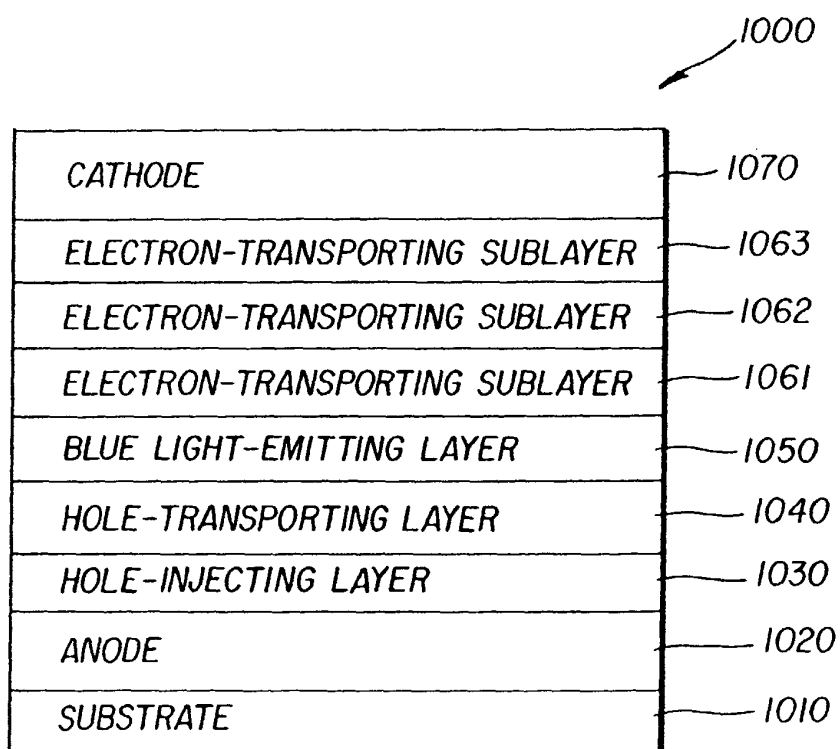 1000
CATHODE 1070
ELECTRON-TRANSPORTING SUBLAYER 1063
ELECTRON-TRANSPORTING SUBLAYER 1062
ELECTRON-TRANSPORTING SUBLAYER 1061
BLUE LIGHT-EMITTING LAYER 1050
HOLE-TRANSPORTING LAYER 1040
HOLE-INJECTING LAYER 1030
ANODE 1020
SUBSTRATE 1010